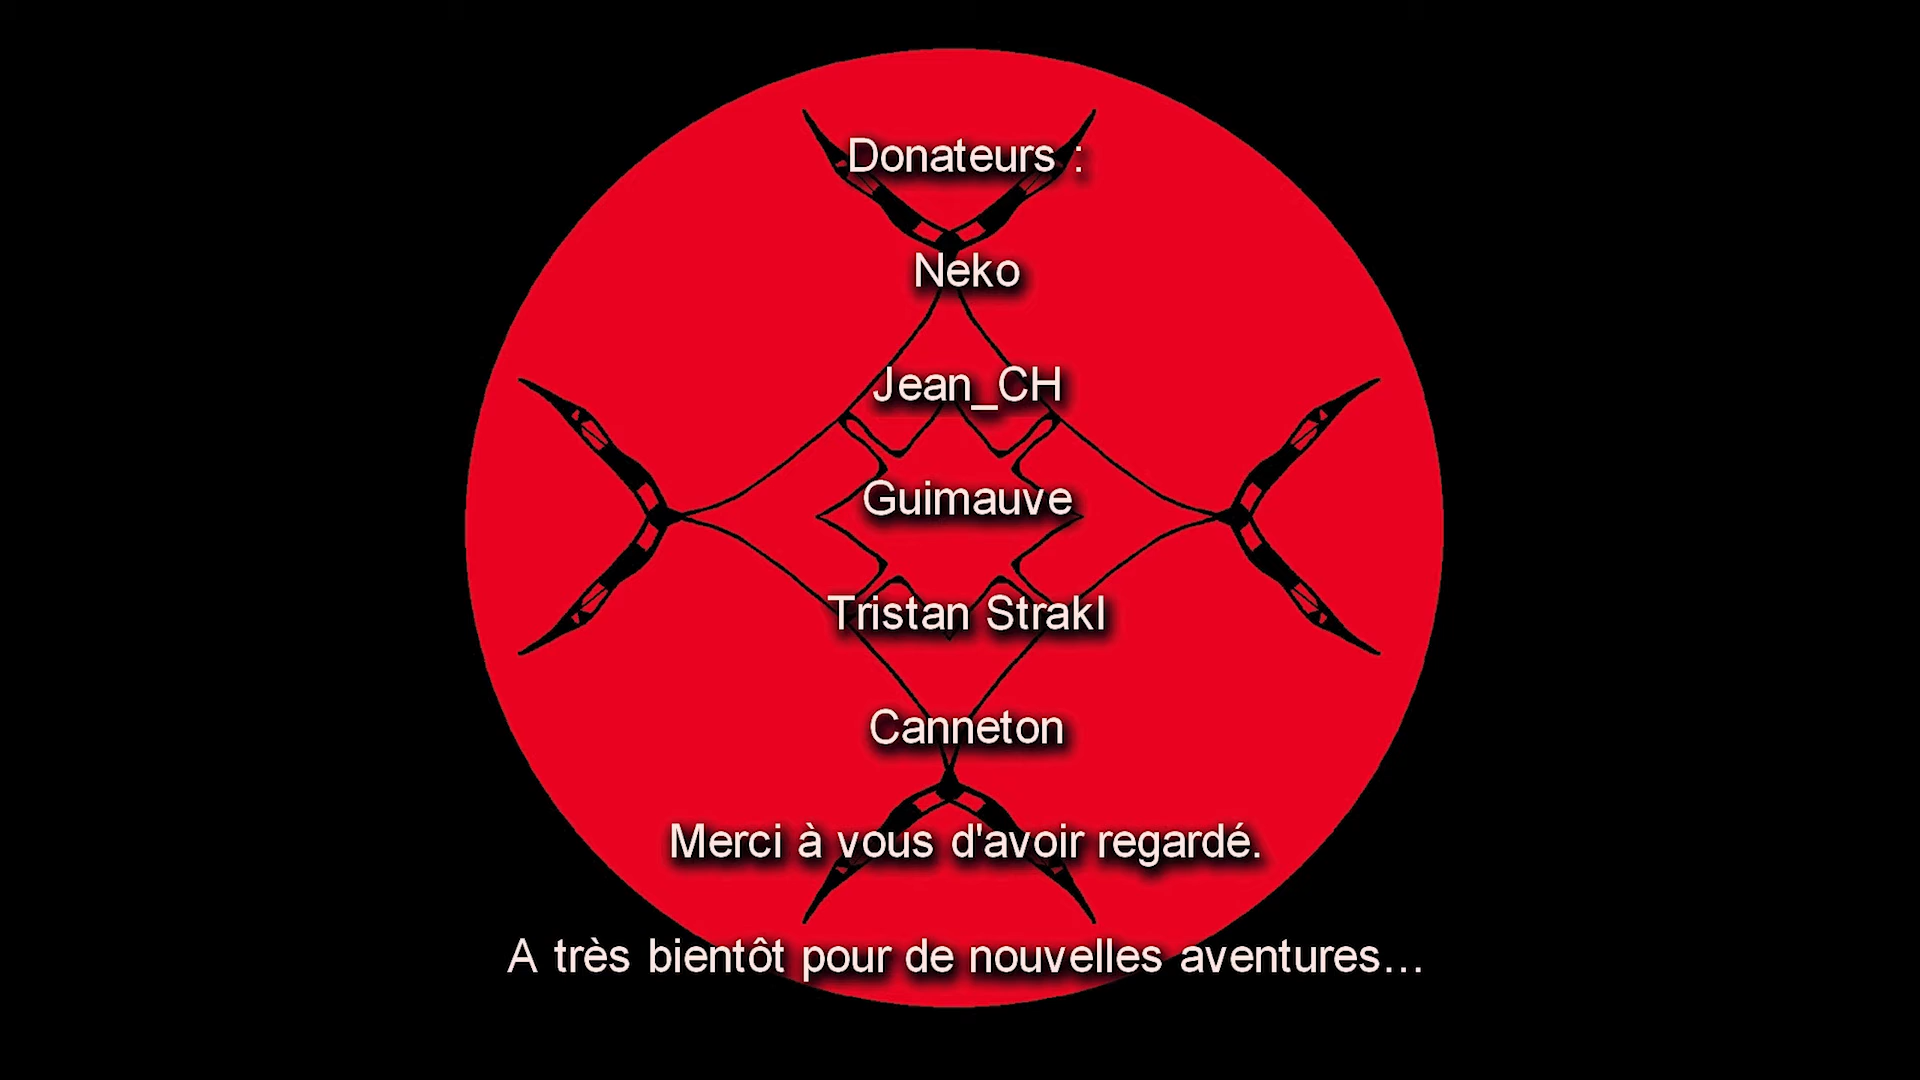 Donateurs :
Neko
Jean_CH
Guimauve
Tristan Strakl
Canneton
Merci à vous d'avoir regardé.
A très bientôt pour de nouvelles aventures...